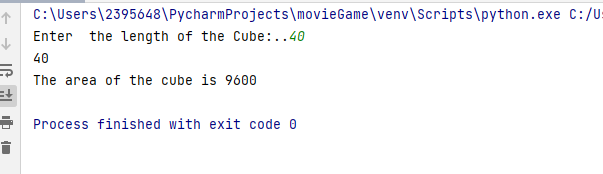 C:\Users\2395648\PycharmProjects\movieGame\venv\Scripts\python.exe C:/Us
Enter  the length of the Cube:..40
40
The area of the cube is 9600
Process finished with exit code 0